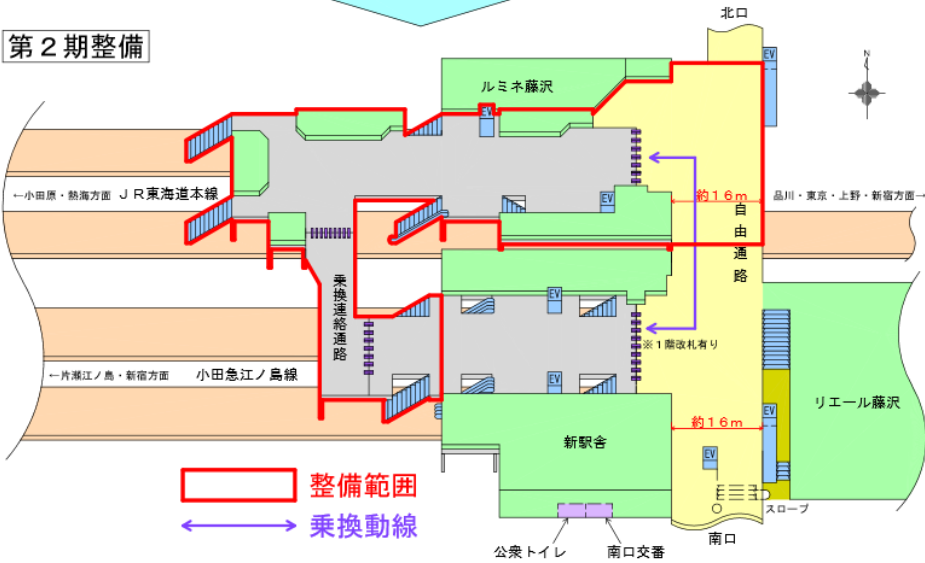 第２期整備
北口
EV
N
ルミネ藤沢
EV
←小田原・熱海方面
ＪＲ東海道本線
EV
約１６ｍ
品川・東京・上野・新宿方面→
自由通路
乗換連絡通路
EV
EV
※１階改札有り
←片瀬江ノ島・新宿方面
小田急江ノ島線
リエール藤沢
EV
約１６ｍ
新駅舎
EV
整備範囲
スロープ
乗換動線
南口
公衆トイレ
南口交番